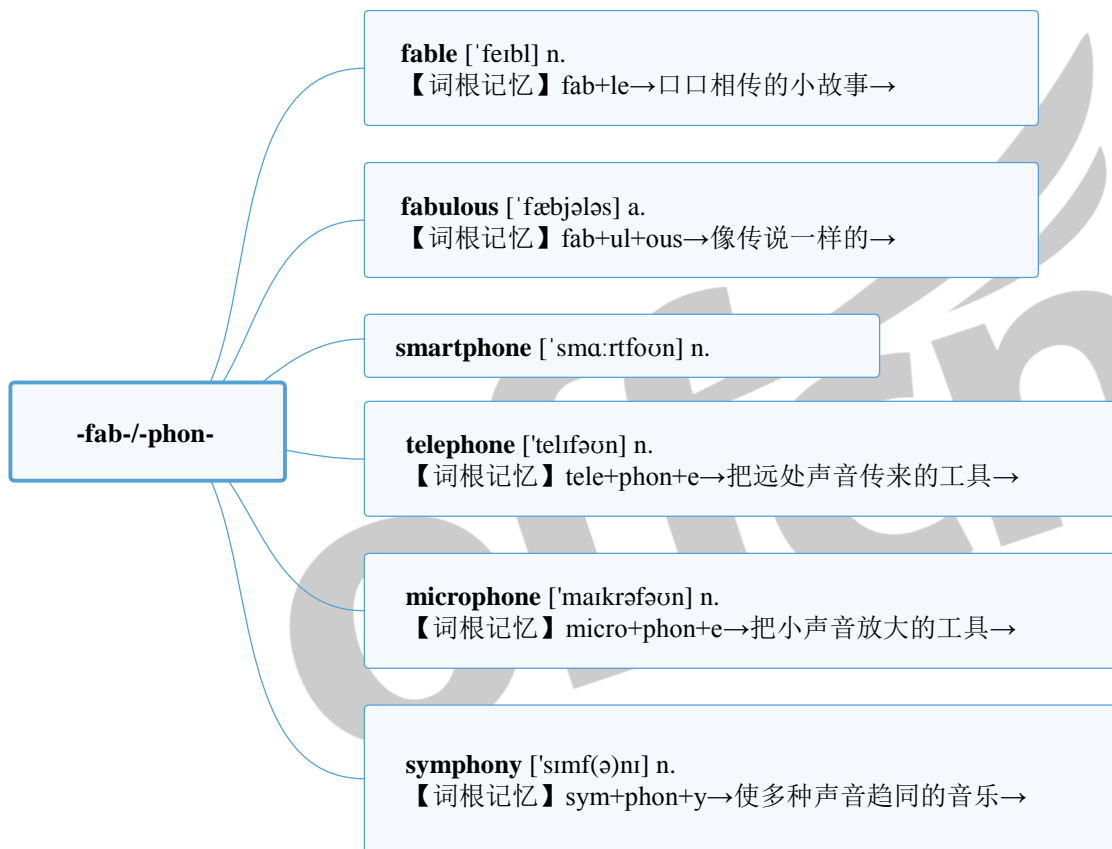 fable [ˈfeɪbl] n.
【词根记忆】fab+le→口口相传的小故事→
fabulous [ˈfæbjələs] a.
【词根记忆】fab+ul+ous→像传说一样的→
smartphone [ˈsmɑːrtfoʊn] n.
-fab-/-phon-
telephone ['telɪfəʊn] n.
【词根记忆】tele+phon+e→把远处声音传来的工具→
microphone ['maɪkrəfəʊn] n.
【词根记忆】micro+phon+e→把小声音放大的工具→
symphony ['sɪmf(ə)nɪ] n.
【词根记忆】sym+phon+y→使多种声音趋同的音乐→